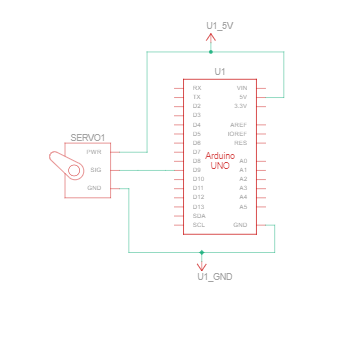 U1_5V
U1
RX VIN
TX 5V
D2 3.3V
D3
D4 AREF
SERVO1 D5 IOREF
D6 RES
PWR D7 Arduino
D8 UNO A0
SIG D9 A1
D10 A2
GND D11 A3
D12 A4
D13 A5
SDA
SCL GND
U1_GND